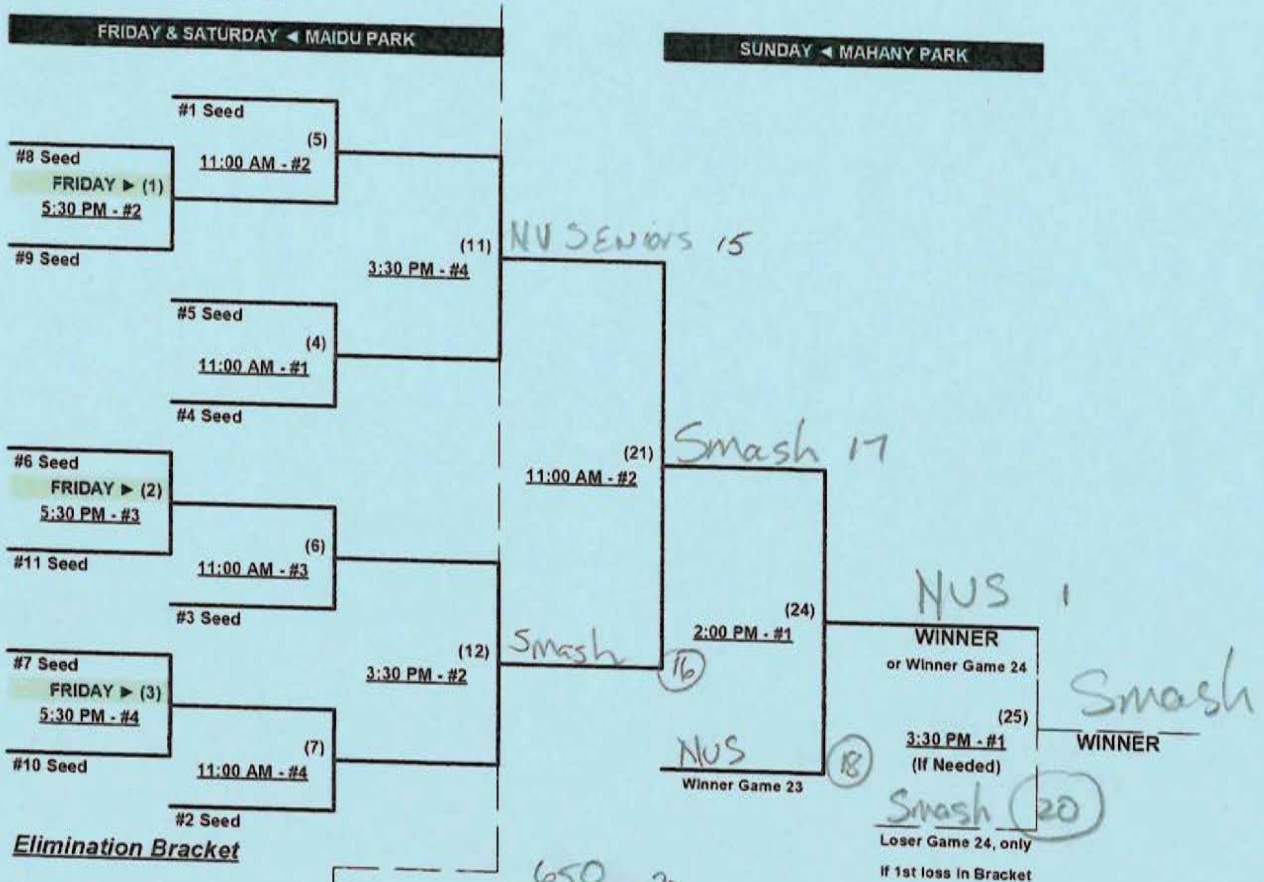 FRIDAY & SATURDAY ◄ MAIDU PARK
SUNDAY ◄ MAHANY PARK
#1 Seed
(5)
11:00 AM - #2
#8 Seed
FRIDAY ► (1)
5:30 PM - #2
#9 Seed
(11)
3:30 PM - #4
NV SENiors 15
#5 Seed
(4)
11:00 AM - #1
#4 Seed
#6 Seed
FRIDAY ► (2)
5:30 PM - #3
#11 Seed
(6)
11:00 AM - #3
#3 Seed
(21)
11:00 AM - #2
Smash 17
(12)
3:30 PM - #2
Smash 16
#7 Seed
FRIDAY ► (3)
5:30 PM - #4
#10 Seed
(7)
11:00 AM - #4
#2 Seed
(24)
2:00 PM - #1
NUS 18
Winner Game 23
NUS 1
WINNER
or Winner Game 24
(25)
3:30 PM - #1
(If Needed)
Smash
WINNER
Smash 20
Loser Game 24, only
If 1st loss in Bracket
Elimination Bracket
650